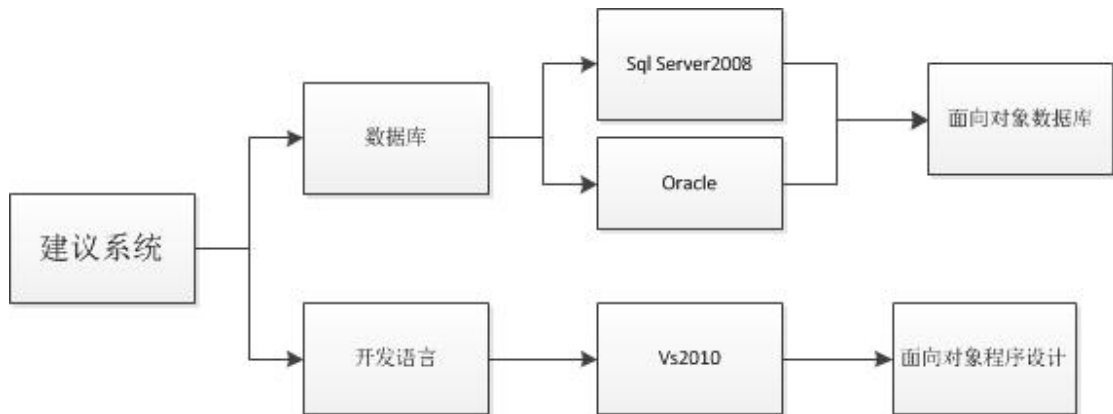 建议系统
数据库
Sql Server2008
Oracle
面向对象数据库
开发语言
Vs2010
面向对象程序设计